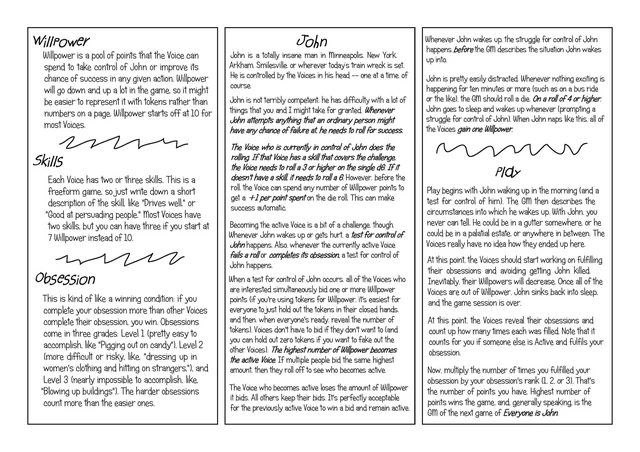 Willpower
Willpower is a pool of points that the Voice can
spend to take control of John or improve its
chance of success in any given action. Willpower
will go down and up a lot in the game, so it might
be easier to represent it with tokens rather than
numbers on a page. Willpower starts off at 10 for
most Voices.
Skills
Each Voice has two or three skills. This is a
freeform game, so just write down a short
description of the skill, like "Drives well," or
"Good at persuading people." Most Voices have
two skills, but you can have three if you start at
7 Willpower instead of 10.
Obsession
This is kind of like a winning condition: if you
complete your obsession more than other Voices
complete their obsession, you win. Obsessions
come in three grades: Level 1 (pretty easy to
accomplish, like "Pigging out on candy"), Level 2
(more difficult or risky, like, "dressing up in
women's clothing and hitting on strangers,"), and
Level 3 (nearly impossible to accomplish, like,
"Blowing up buildings"). The harder obsessions
count more than the easier ones.
John
John is a totally insane man in Minneapolis, New York,
Arkham, Smilesville, or wherever today's train wreck is set.
He is controlled by the Voices in his head -- one at a time, of
course.
John is not terribly competent: he has difficulty with a lot of
things that you and I might take for granted. Whenever
John attempts anything that an ordinary person might
have any chance of failure at, he needs to roll for success.
The Voice who is currently in control of John does the
rolling. If that Voice has a skill that covers the challenge,
the Voice needs to roll a 3 or higher on the single d6. If it
doesn't have a skill, it needs to roll a 6! However, before the
roll, the Voice can spend any number of Willpower points to
get a +1 per point spent on the die roll. This can make
success automatic.
Becoming the active Voice is a bit of a challenge, though.
Whenever John wakes up or gets hurt, a test for control of
John happens. Also, whenever the currently active Voice
fails a roll or completes its obsession, a test for control of
John happens.
When a test for control of John occurs, all of the Voices who
are interested simultaneously bid one or more Willpower
points (if you're using tokens for Willpower, it's easiest for
everyone to just hold out the tokens in their closed hands,
and then, when everyone's ready, reveal the number of
tokens). Voices don't have to bid if they don't want to (and
you can hold out zero tokens if you want to fake out the
other Voices). The highest number of Willpower becomes
the active Voice. If multiple people bid the same highest
amount, then they roll off to see who becomes active.
The Voice who becomes active loses the amount of Willpower
it bids. All others keep their bids. It's perfectly acceptable
for the previously active Voice to win a bid and remain active.
Whenever John wakes up, the struggle for control of John
happens before the GM describes the situation John wakes
up into.
John is pretty easily distracted. Whenever nothing exciting is
happening for ten minutes or more (such as on a bus ride
or the like), the GM should roll a die. On a roll of 4 or higher,
John goes to sleep and wakes up whenever (prompting a
struggle for control of John). When John naps like this, all of
the Voices gain one Willpower.
Play
Play begins with John waking up in the morning (and a
test for control of him). The GM then describes the
circumstances into which he wakes up. With John, you
never can tell. He could be in a gutter somewhere, or he
could be in a palatial estate, or anywhere in between. The
Voices really have no idea how they ended up here.
At this point, the Voices should start working on fulfilling
their obsessions and avoiding getting John killed.
Inevitably, their Willpowers will decrease. Once all of the
Voices are out of Willpower, John sinks back into sleep,
and the game session is over.
At this point, the Voices reveal their obsessions and
count up how many times each was filled. Note that it
counts for you if someone else is Active and fulfills your
obsession.
Now, multiply the number of times you fulfilled your
obsession by your obsession's rank (1, 2, or 3). That's
the number of points you have. Highest number of
points wins the game, and, generally speaking, is the
GM of the next game of Everyone is John.